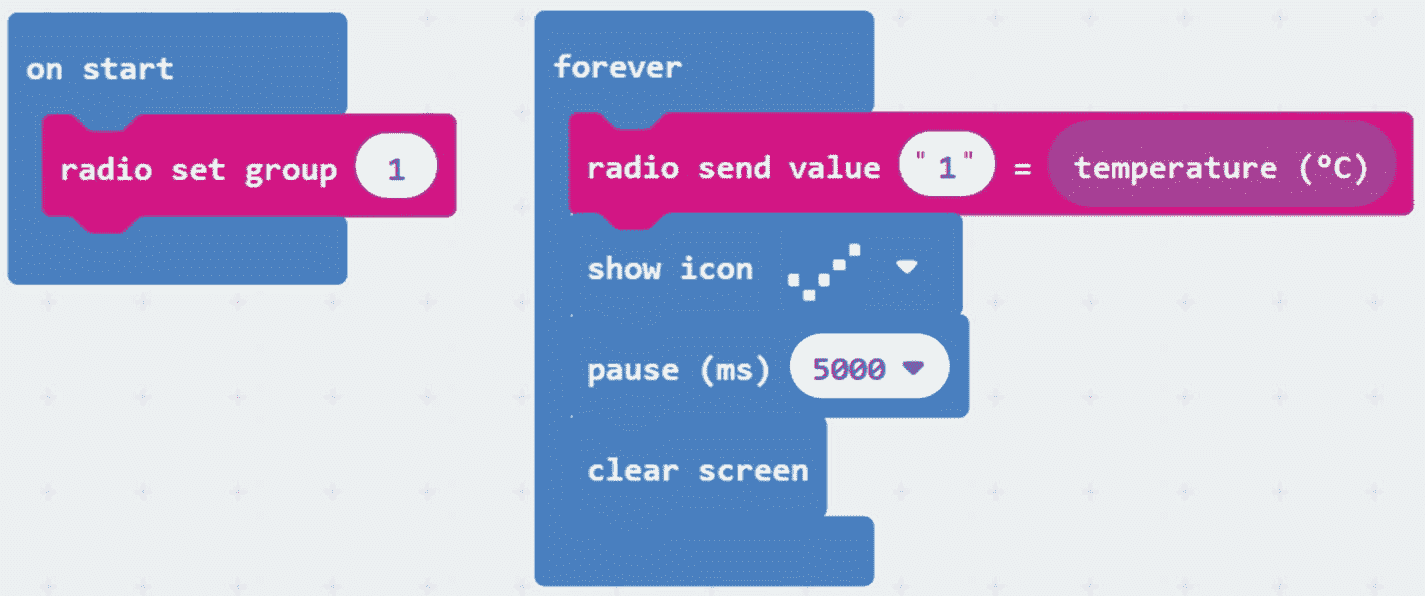 on start
radio set group 1
forever
radio send value "1" = temperature (°C)
show icon
pause (ms) 5000
clear screen